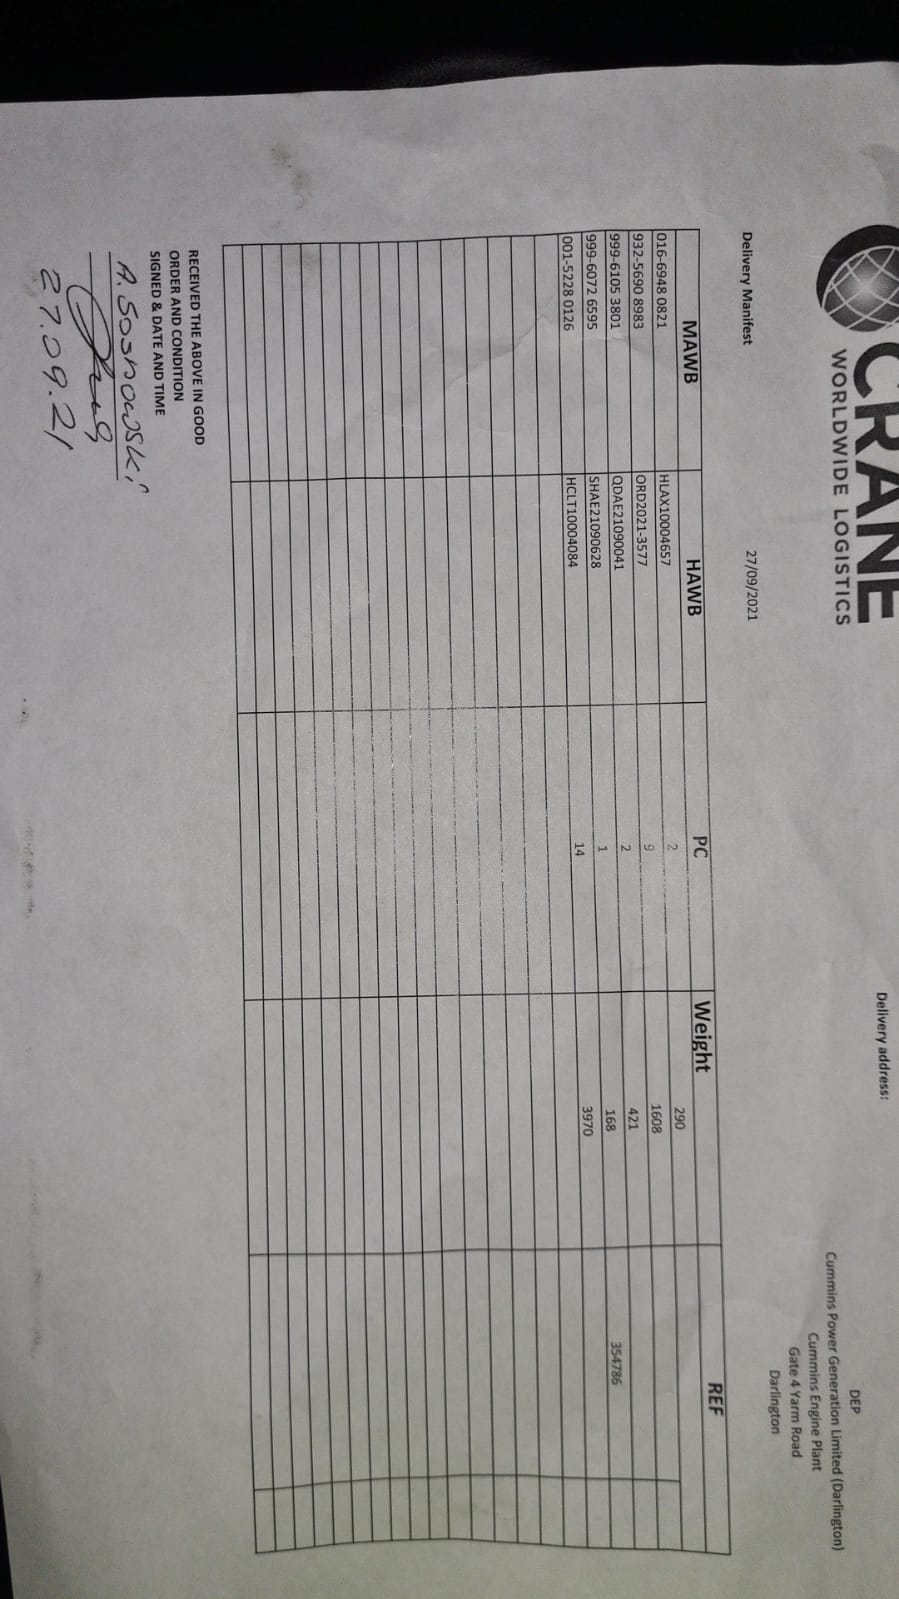 CRANE
WORLDWIDE LOGISTICS
Delivery address:
DEP
Cummins Power Generation Limited (Darlington)
Cummins Engine Plant
Gate 4 Yarm Road
Darlington
Delivery Manifest 27/09/2021
MAWB HAWB PC Weight REF
016-6948 0821 HLAX10004657 2 290
932-5690 8983 ORD2021-3577 9 1608
999-6105 3801 QDAE21090041 2 421
999-6072 6595 SHAE21090628 1 168 354786
001-5228 0126 HCLT10004084 14 3970
RECEIVED THE ABOVE IN GOOD
ORDER AND CONDITION
SIGNED & DATE AND TIME
A. Sosnowski
27.09.21